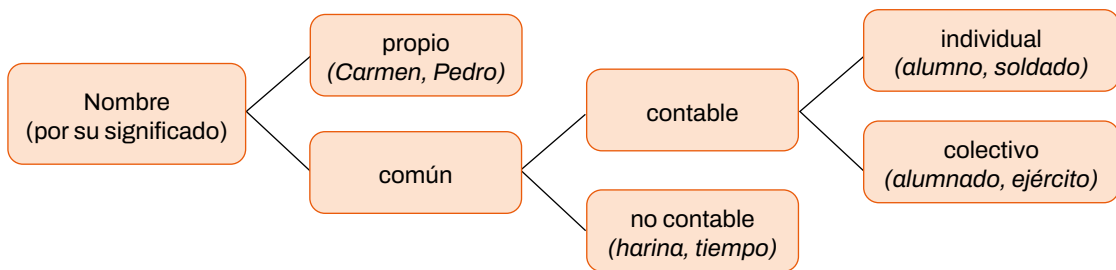 Nombre
(por su significado)
propio
(Carmen, Pedro)
común
contable
no contable
(harina, tiempo)
individual
(alumno, soldado)
colectivo
(alumnado, ejército)